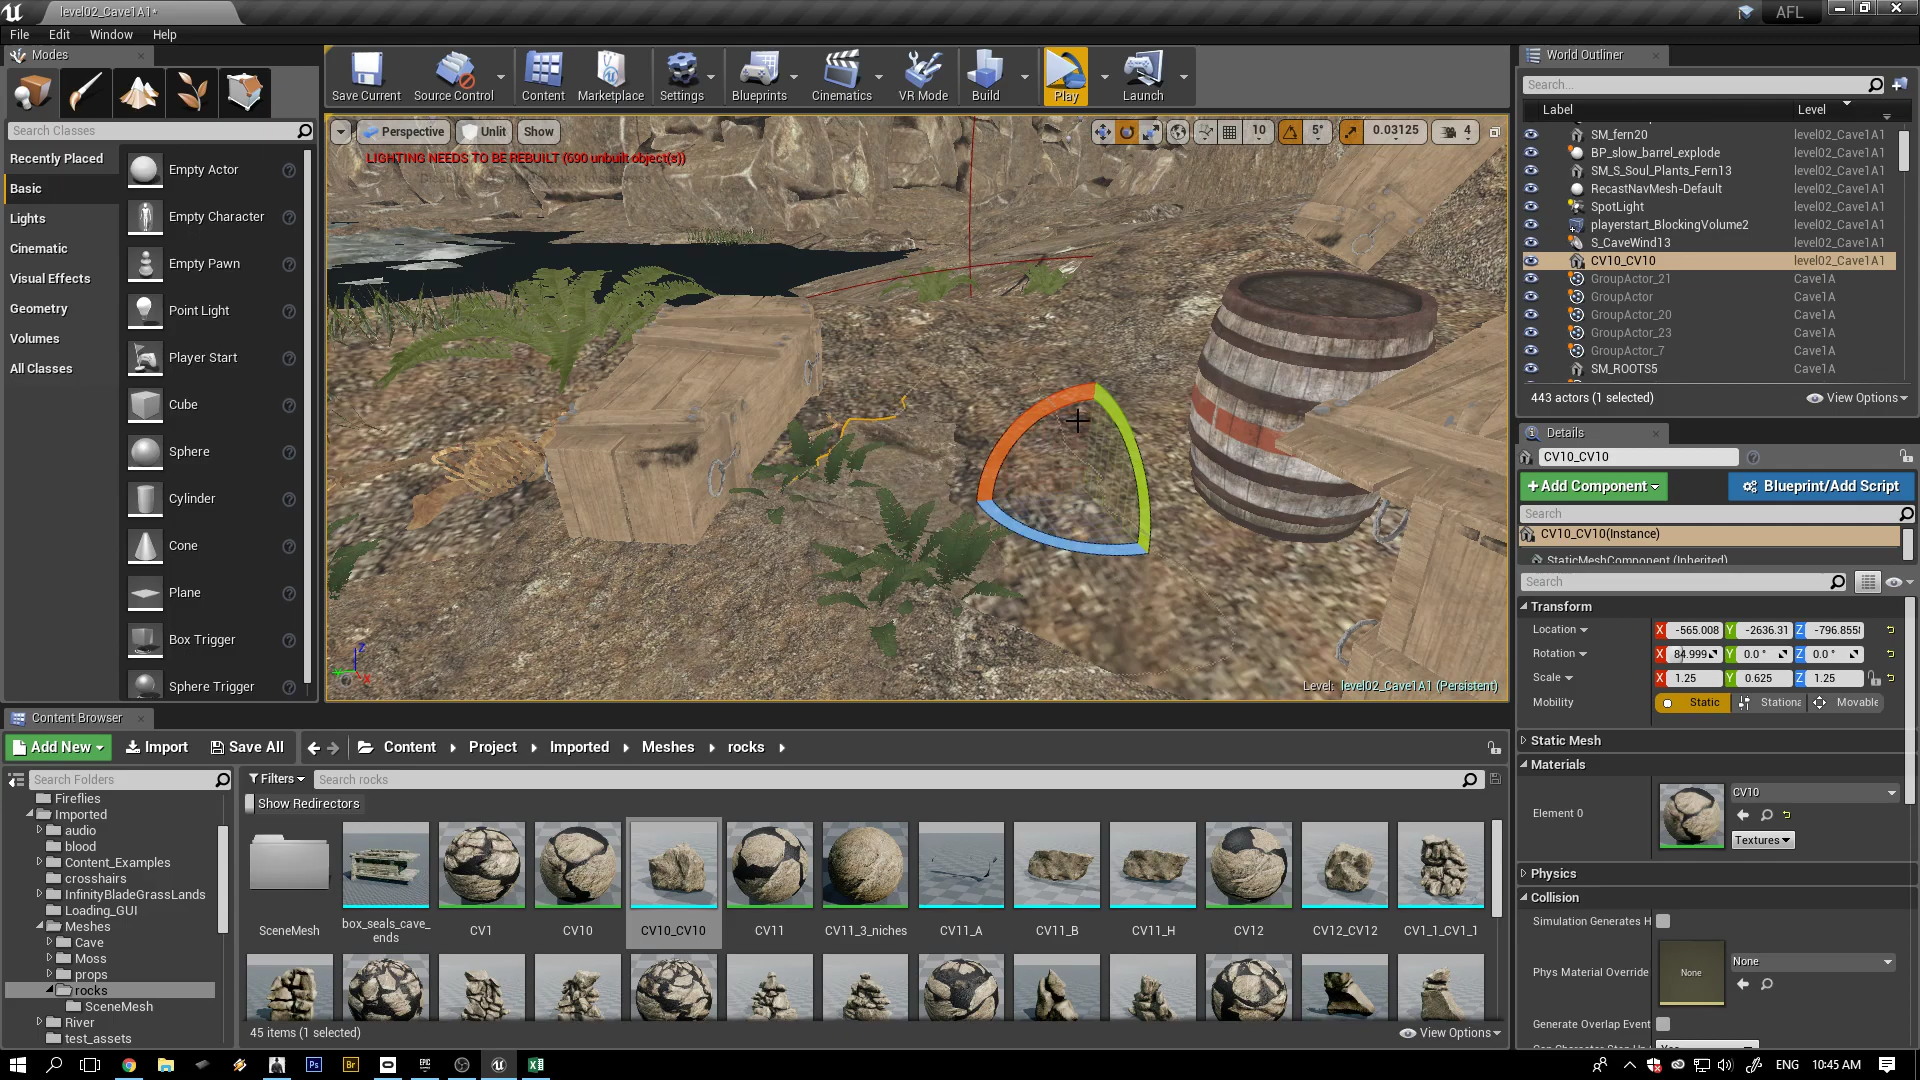 level02_Cave1A1*
AFL
File Edit Window Help
Modes
Search Classes
Recently Placed
Basic
Lights
Cinematic
Visual Effects
Geometry
Volumes
All Classes
Empty Actor
Empty Character
Empty Pawn
Point Light
Player Start
Cube
Sphere
Cylinder
Cone
Plane
Box Trigger
Sphere Trigger
Save Current Source Control Content Marketplace Settings Blueprints Cinematics VR Mode Build Play Launch
Perspective Unlit Show 10 5° 0.03125 4
LIGHTING NEEDS TO BE REBUILT (690 unbuilt object(s))
Level: level02_Cave1A1 (Persistent)
World Outliner
Search...
Label Level
SM_fern20 level02_Cave1A1
BP_slow_barrel_explode level02_Cave1A1
SM_S_Soul_Plants_Fern13 level02_Cave1A1
RecastNavMesh-Default level02_Cave1A1
SpotLight level02_Cave1A1
playerstart_BlockingVolume2 level02_Cave1A1
S_CaveWind13 level02_Cave1A1
CV10_CV10 level02_Cave1A1
GroupActor_21 Cave1A
GroupActor Cave1A
GroupActor_20 Cave1A
GroupActor_23 Cave1A
GroupActor_7 Cave1A
SM_ROOTS5 Cave1A
443 actors (1 selected) View Options
Details
CV10_CV10
+Add Component Blueprint/Add Script
Search
CV10_CV10(Instance)
StaticMeshComponent (Inherited)
Search
Transform
Location X -565.008 Y -2636.31 Z -796.855
Rotation X 84.999 Y 0.0 ° Z 0.0 °
Scale X 1.25 Y 0.625 Z 1.25
Mobility Static Stationa Movable
Static Mesh
Materials
Element 0
CV10
Textures
Physics
Collision
Simulation Generates H
Phys Material Override
None
None
Generate Overlap Event
Content Browser
Add New Import Save All Content Project Imported Meshes rocks
Search Folders
Filters Search rocks
Show Redirectors
Fireflies
Imported
audio
blood
Content_Examples
crosshairs
InfinityBladeGrassLands
Loading_GUI
Meshes
Cave
Moss
props
rocks
SceneMesh
River
test_assets
SceneMesh
box_seals_cave_
ends
CV1
CV10
CV10_CV10
CV11
CV11_3_niches
CV11_A
CV11_B
CV11_H
CV12
CV12_CV12
CV1_1_CV1_1
45 items (1 selected) View Options
Ps Br EPIC
ENG 10:45 AM